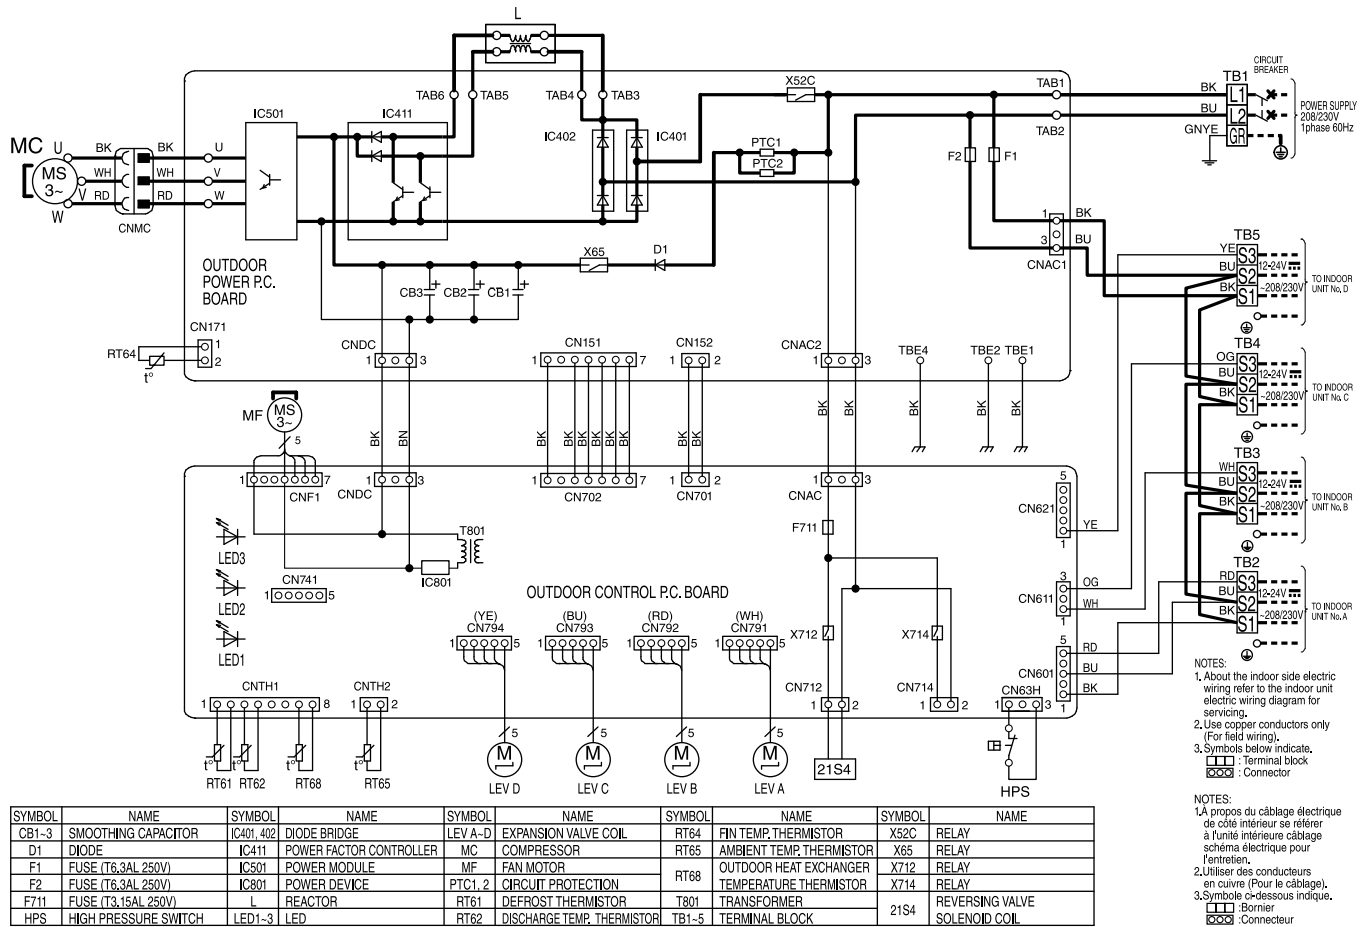 L
X52C
TAB1
TB1
CIRCUIT
BREAKER
TAB6
TAB5
TAB4
TAB3
BK
L1
BU
L2
GNYE
GR
POWER SUPPLY
208/230V
1phase 60Hz
IC501
IC411
IC402
IC401
TAB2
PTC1
PTC2
F2
F1
MC
U
BK
BK
U
MS
3~
WH
WH
V
V
RD
RD
W
W
CNMC
1
BK
3
BU
CNAC1
X65
D1
OUTDOOR
POWER P.C.
BOARD
CB3
+
CB2
+
CB1
+
TB5
YE
S3
12-24V
BU
S2
BK
S1
~208/230V
TO INDOOR
UNIT No. D
CN171
1
2
RT64
t°
CNDC
1
3
CN151
1
7
CN152
1
2
CNAC2
1
3
TBE4
TBE2
TBE1
TB4
OG
S3
12-24V
BU
S2
BK
S1
~208/230V
TO INDOOR
UNIT No. C
MF
MS
3~
5
BK
BN
BK
BK
BK
BK
BK
BK
BK
BK
BK
BK
BK
BK
BK
TB3
WH
S3
12-24V
BU
S2
BK
S1
~208/230V
TO INDOOR
UNIT No. B
1
7
CNF1
CNDC
1
3
1
7
CN702
1
2
CN701
CNAC
1
3
5
CN621
1
YE
F711
LED3
T801
IC801
CN741
1
5
LED2
LED1
OUTDOOR CONTROL P.C. BOARD
3
OG
CN611
WH
1
TB2
RD
S3
12-24V
BU
S2
BK
S1
~208/230V
TO INDOOR
UNIT No. A
(YE)
CN794
1
5
(BU)
CN793
1
5
(RD)
CN792
1
5
(WH)
CN791
1
5
X712
X714
5
RD
CN601
BU
BK
1
CNTH1
1
8
CNTH2
1
2
CN712
1
2
CN714
1
2
CN63H
1
3
t°
RT61
t°
RT62
t°
RT68
t°
RT65
5
M
LEV D
5
M
LEV C
5
M
LEV B
5
M
LEV A
21S4
HPS
NOTES:
1. About the indoor side electric
wiring refer to the indoor unit
electric wiring diagram for
servicing.
2. Use copper conductors only
(For field wiring).
3. Symbols below indicate.
: Terminal block
: Connector
NOTES:
1.À propos du câblage électrique
de côté intérieur se référer
à l'unité intérieure câblage
schéma électrique pour
l'entretien.
2.Utiliser des conducteurs
en cuivre (Pour le câblage).
3.Symbole ci-dessous indique.
:Bornier
:Connecteur
SYMBOL NAME SYMBOL NAME SYMBOL NAME SYMBOL NAME SYMBOL NAME
CB1~3 SMOOTHING CAPACITOR IC401, 402 DIODE BRIDGE LEV A~D EXPANSION VALVE COIL RT64 FIN TEMP. THERMISTOR X52C RELAY
D1 DIODE IC411 POWER FACTOR CONTROLLER MC COMPRESSOR RT65 AMBIENT TEMP. THERMISTOR X65 RELAY
F1 FUSE (T6.3AL 250V) IC501 POWER MODULE MF FAN MOTOR RT68 OUTDOOR HEAT EXCHANGER X712 RELAY
F2 FUSE (T6.3AL 250V) IC801 POWER DEVICE PTC1, 2 CIRCUIT PROTECTION TEMPERATURE THERMISTOR X714 RELAY
F711 FUSE (T3.15AL 250V) L REACTOR RT61 DEFROST THERMISTOR T801 TRANSFORMER 21S4 REVERSING VALVE
HPS HIGH PRESSURE SWITCH LED1~3 LED RT62 DISCHARGE TEMP. THERMISTOR TB1~5 TERMINAL BLOCK SOLENOID COIL